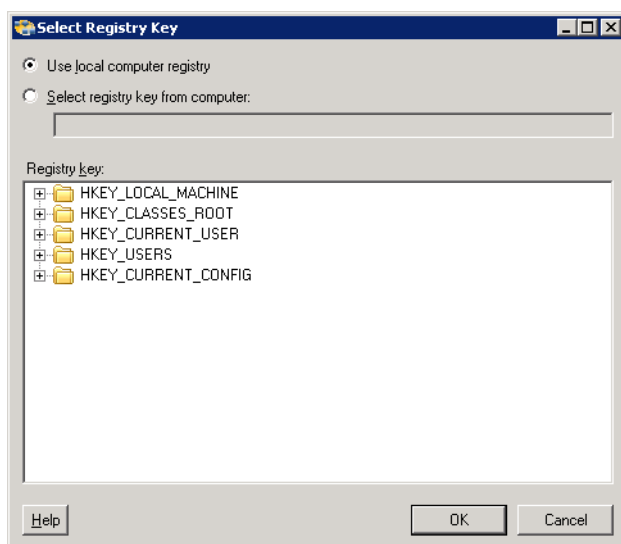 Select Registry Key
Use local computer registry
Select registry key from computer:
Registry key:
HKEY_LOCAL_MACHINE
HKEY_CLASSES_ROOT
HKEY_CURRENT_USER
HKEY_USERS
HKEY_CURRENT_CONFIG
Help OK Cancel